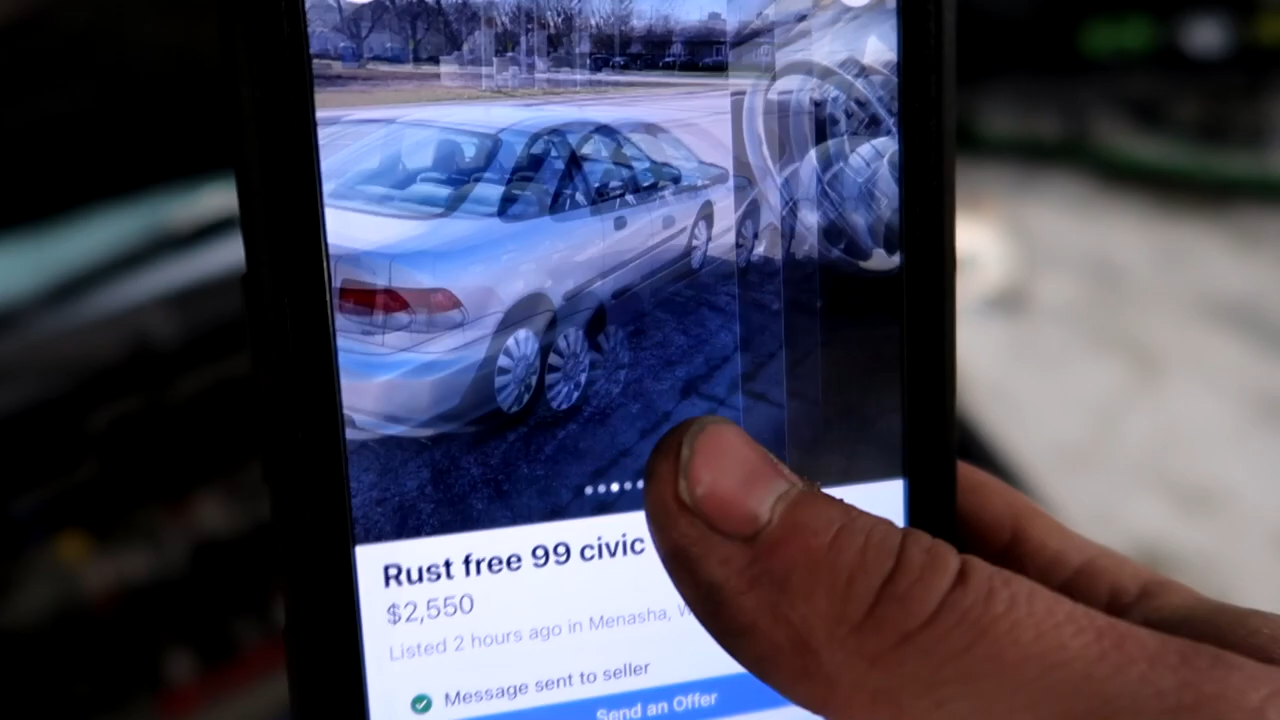 Rust free 99 civic
$2,550
Listed 2 hours ago in Menasha, W
Message sent to seller
Send an Offer